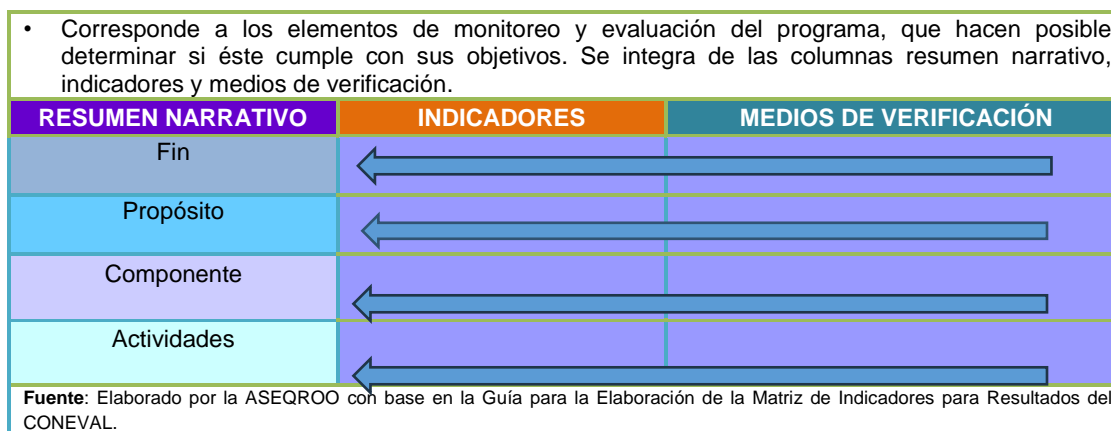 • Corresponde a los elementos de monitoreo y evaluación del programa, que hacen posible
determinar si éste cumple con sus objetivos. Se integra de las columnas resumen narrativo,
indicadores y medios de verificación.
RESUMEN NARRATIVO INDICADORES MEDIOS DE VERIFICACIÓN
Fin
Propósito
Componente
Actividades
Fuente: Elaborado por la ASEQROO con base en la Guía para la Elaboración de la Matriz de Indicadores para Resultados del
CONEVAL.